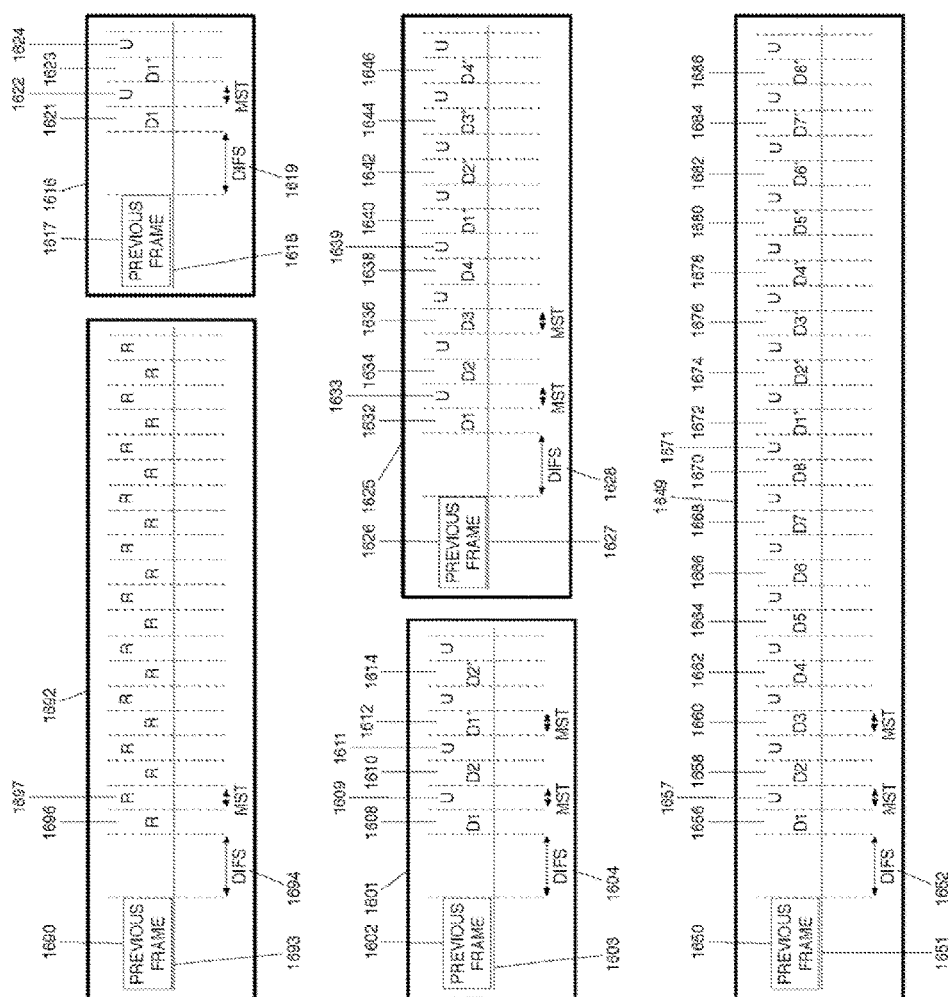 1690 1696 1697 1692
PREVIOUS
FRAME
R R R R R R R R R R
R R R R R R R R R R
DIFS MST
1693 1694
1617 1616 1621 1622 1623 1624
PREVIOUS
FRAME
U U
D1 D1*
DIFS MST
1618 1619
1602 1601 1608 1609 1610 1611 1612 1614
PREVIOUS
FRAME
U U U U
D1 D2 D1* D2*
DIFS MST MST
1603 1604
1626 1625 1632 1633 1634 1636 1638 1639 1640 1642 1644 1646
PREVIOUS
FRAME
U U U U U U U U
D1 D2 D3 D4 D1* D2* D3* D4*
DIFS MST MST
1627 1628
1650 1656 1657 1658 1660 1662 1664 1666 1668 1649 1670 1671 1672 1674 1676 1678 1680 1682 1684 1686
PREVIOUS
FRAME
U U U U U U U U U U U U U U U U
D1 D2 D3 D4 D5 D6 D7 D8 D1* D2* D3* D4* D5* D6* D7* D8*
DIFS MST MST
1651 1652